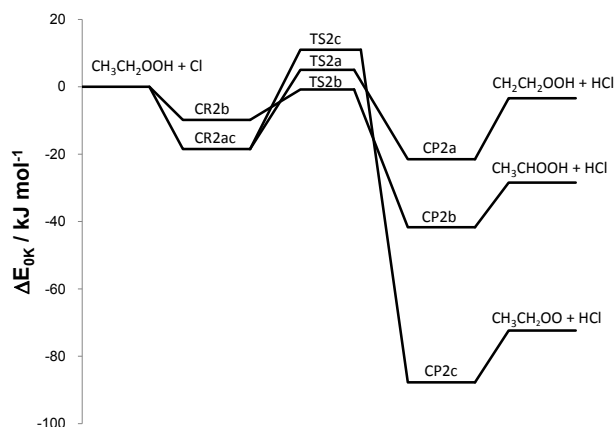 20
0
-20
-40
-60
-80
-100
ΔE0K / kJ mol-1
CH3CH2OOH + Cl
CR2b
CR2ac
TS2c
TS2a
TS2b
CP2a
CH2CH2OOH + HCl
CP2b
CH3CHOOH + HCl
CP2c
CH3CH2OO + HCl